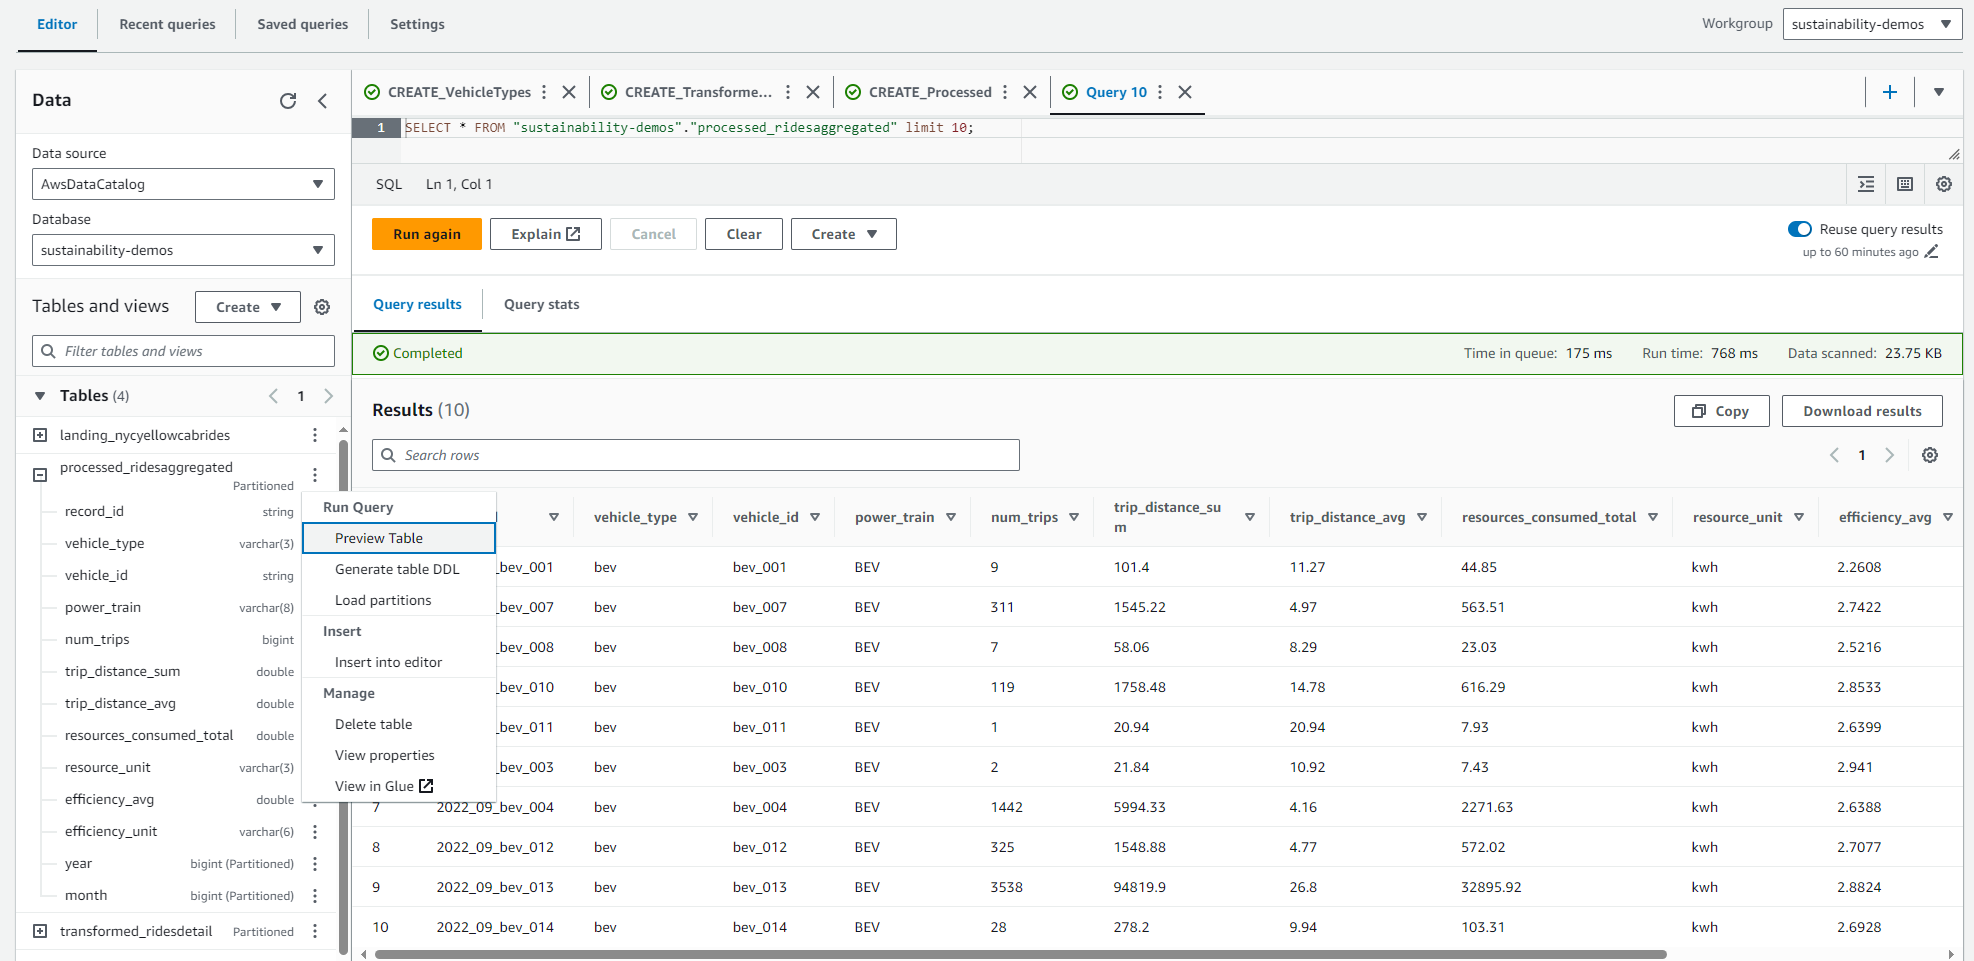 Editor Recent queries Saved queries Settings Workgroup sustainability-demos
Data
Data source
AwsDataCatalog
Database
sustainability-demos
Tables and views Create
Filter tables and views
Tables (4) 1
landing_nycyellowcabrides
processed_ridesaggregated
Partitioned
record_id string
vehicle_type varchar(3)
vehicle_id string
power_train varchar(8)
num_trips bigint
trip_distance_sum double
trip_distance_avg double
resources_consumed_total double
resource_unit varchar(3)
efficiency_avg double
efficiency_unit varchar(6)
year bigint (Partitioned)
month bigint (Partitioned)
transformed_ridesdetail Partitioned
Run Query
Preview Table
Generate table DDL
Load partitions
Insert
Insert into editor
Manage
Delete table
View properties
View in Glue
CREATE_VehicleTypes CREATE_Transforme... CREATE_Processed Query 10
1 SELECT * FROM "sustainability-demos"."processed_ridesaggregated" limit 10;
SQL Ln 1, Col 1
Run again Explain Cancel Clear Create
Reuse query results
up to 60 minutes ago
Query results Query stats
Completed Time in queue: 175 ms Run time: 768 ms Data scanned: 23.75 KB
Results (10) Copy Download results
Search rows 1
vehicle_type vehicle_id power_train num_trips trip_distance_su
m trip_distance_avg resources_consumed_total resource_unit efficiency_avg
_bev_001 bev bev_001 BEV 9 101.4 11.27 44.85 kwh 2.2608
_bev_007 bev bev_007 BEV 311 1545.22 4.97 563.51 kwh 2.7422
_bev_008 bev bev_008 BEV 7 58.06 8.29 23.03 kwh 2.5216
_bev_010 bev bev_010 BEV 119 1758.48 14.78 616.29 kwh 2.8533
_bev_011 bev bev_011 BEV 1 20.94 20.94 7.93 kwh 2.6399
_bev_003 bev bev_003 BEV 2 21.84 10.92 7.43 kwh 2.941
7 2022_09_bev_004 bev bev_004 BEV 1442 5994.33 4.16 2271.63 kwh 2.6388
8 2022_09_bev_012 bev bev_012 BEV 325 1548.88 4.77 572.02 kwh 2.7077
9 2022_09_bev_013 bev bev_013 BEV 3538 94819.9 26.8 32895.92 kwh 2.8824
10 2022_09_bev_014 bev bev_014 BEV 28 278.2 9.94 103.31 kwh 2.6928